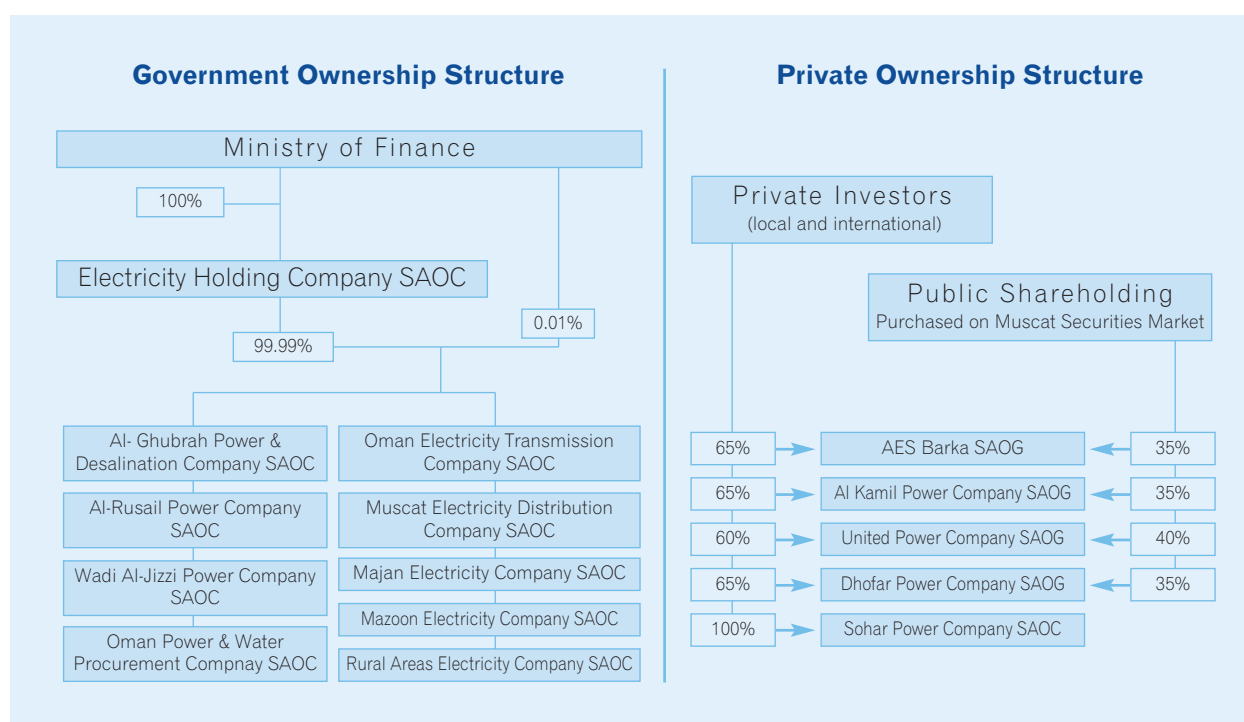 Government Ownership Structure
Ministry of Finance
100%
Electricity Holding Company SAOC
0.01%
99.99%
Al- Ghubrah Power &
Desalination Company SAOC
Al-Rusail Power Company
SAOC
Wadi Al-Jizzi Power Company
SAOC
Oman Power & Water
Procurement Compnay SAOC
Oman Electricity Transmission
Company SAOC
Muscat Electricity Distribution
Company SAOC
Majan Electricity Company SAOC
Mazoon Electricity Company SAOC
Rural Areas Electricity Company SAOC
Private Ownership Structure
Private Investors
(local and international)
Public Shareholding
Purchased on Muscat Securities Market
65% AES Barka SAOG 35%
65% Al Kamil Power Company SAOG 35%
60% United Power Company SAOG 40%
65% Dhofar Power Company SAOG 35%
100% Sohar Power Company SAOC